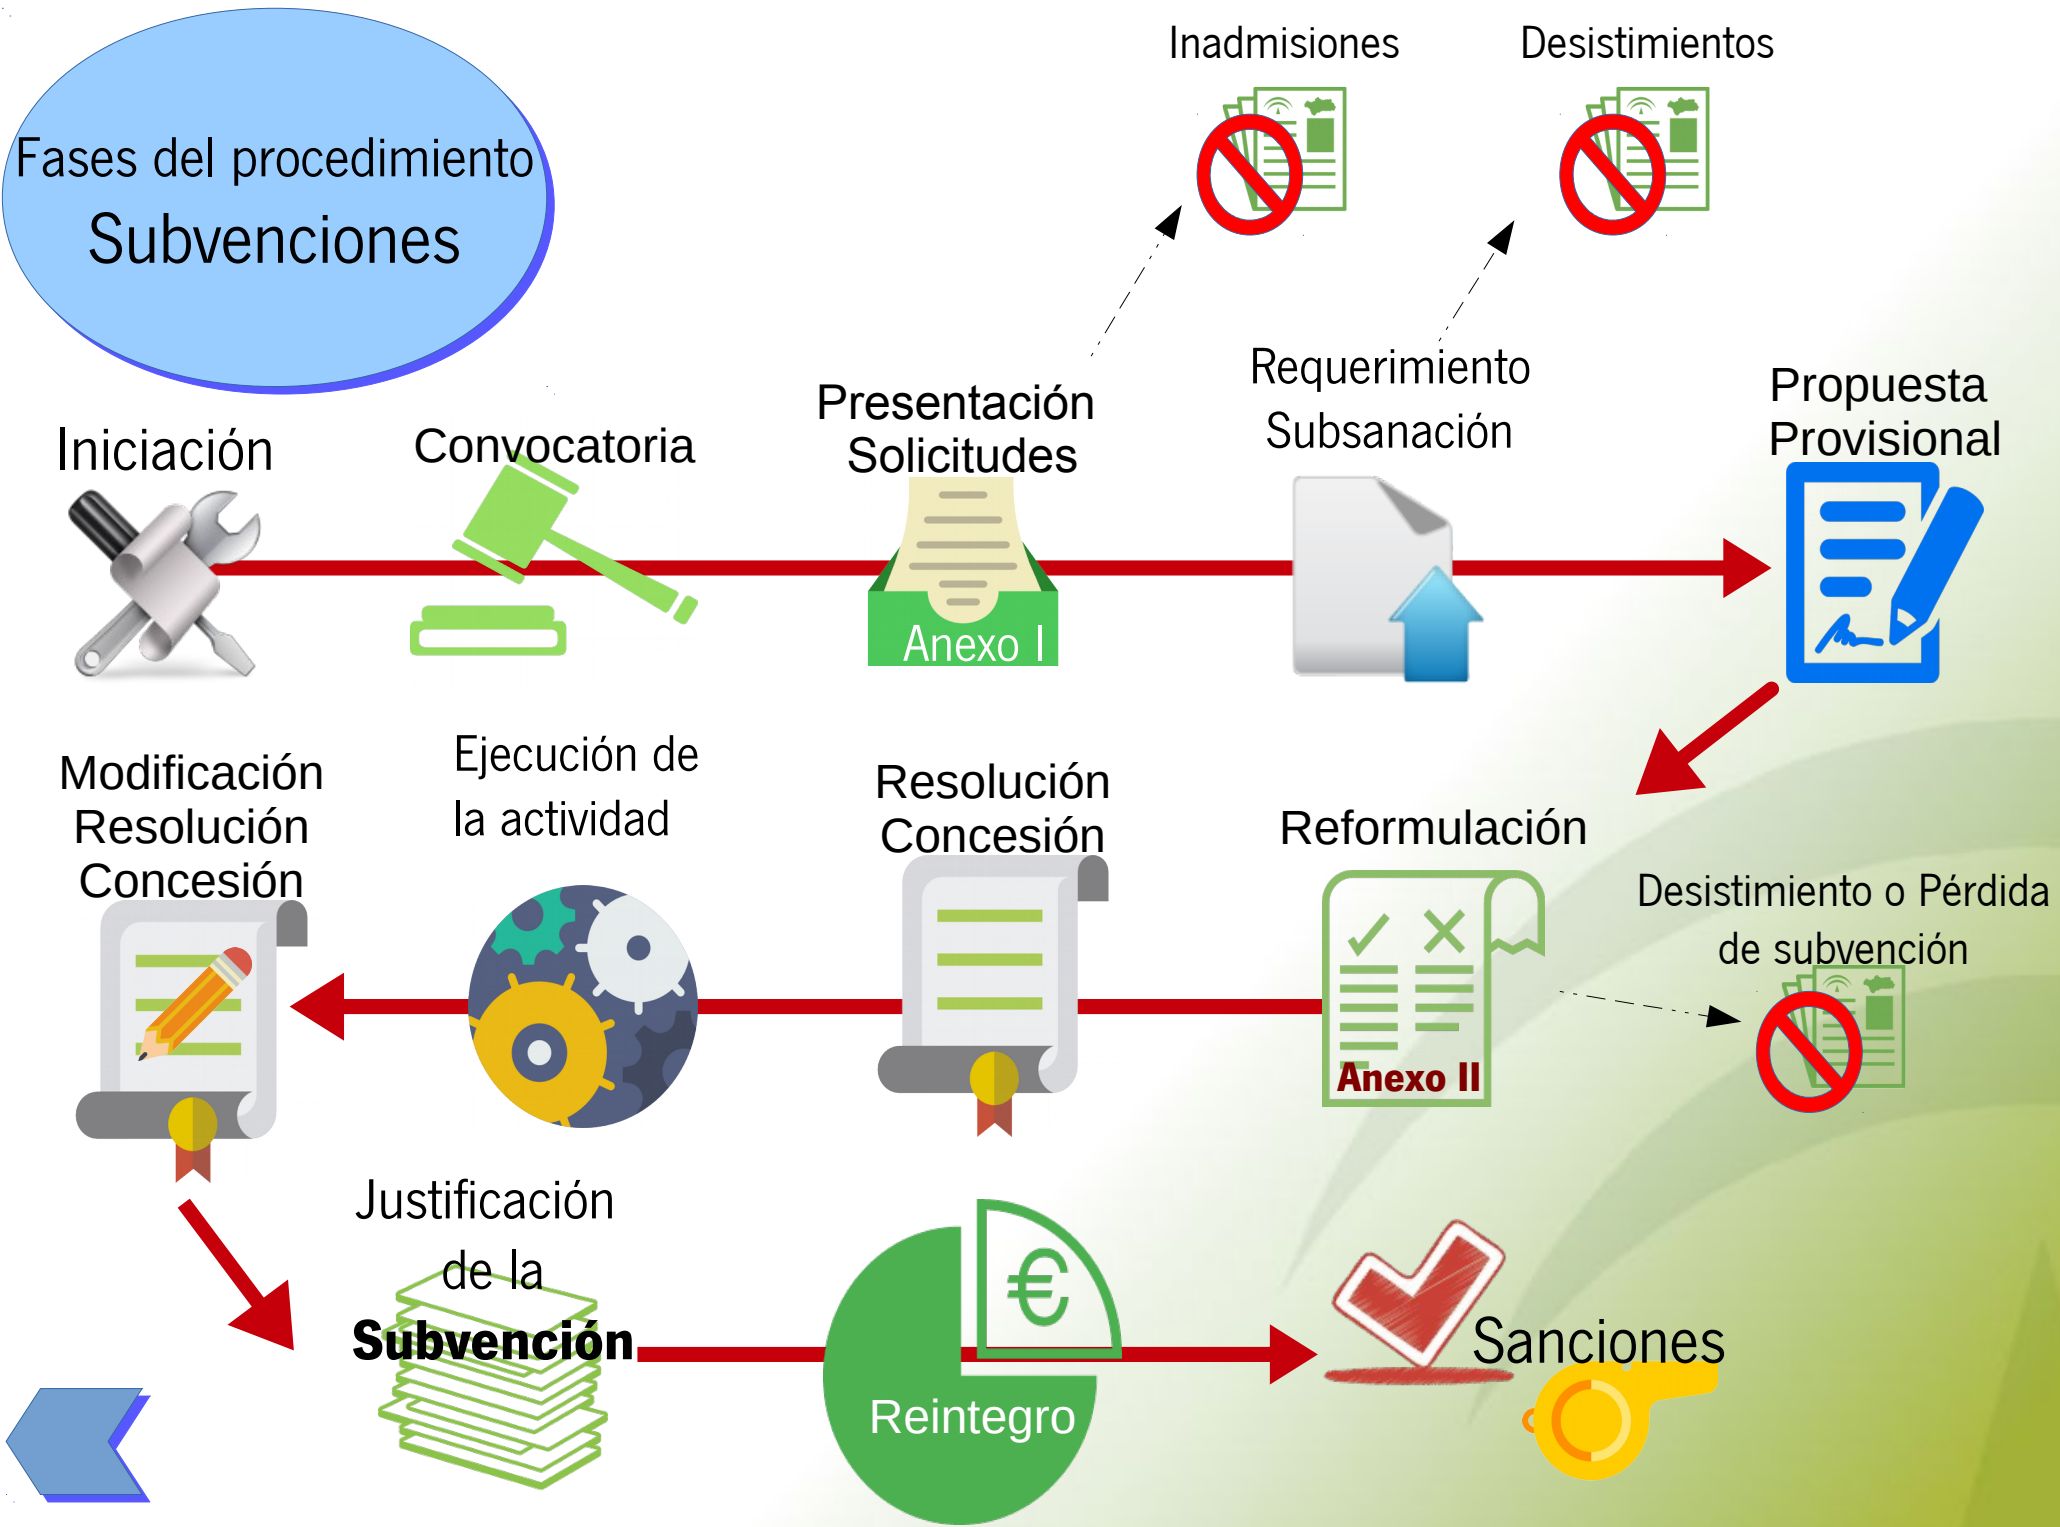 Fases del procedimiento
Subvenciones
Inadmisiones
Desistimientos
Iniciación
Convocatoria
Presentación
Solicitudes
Anexo I
Requerimiento
Subsanación
Propuesta
Provisional
Modificación
Resolución
Concesión
Ejecución de
la actividad
Resolución
Concesión
Reformulación
Anexo II
Desistimiento o Pérdida
de subvención
Justificación
de la
Subvención
Reintegro
€
Sanciones